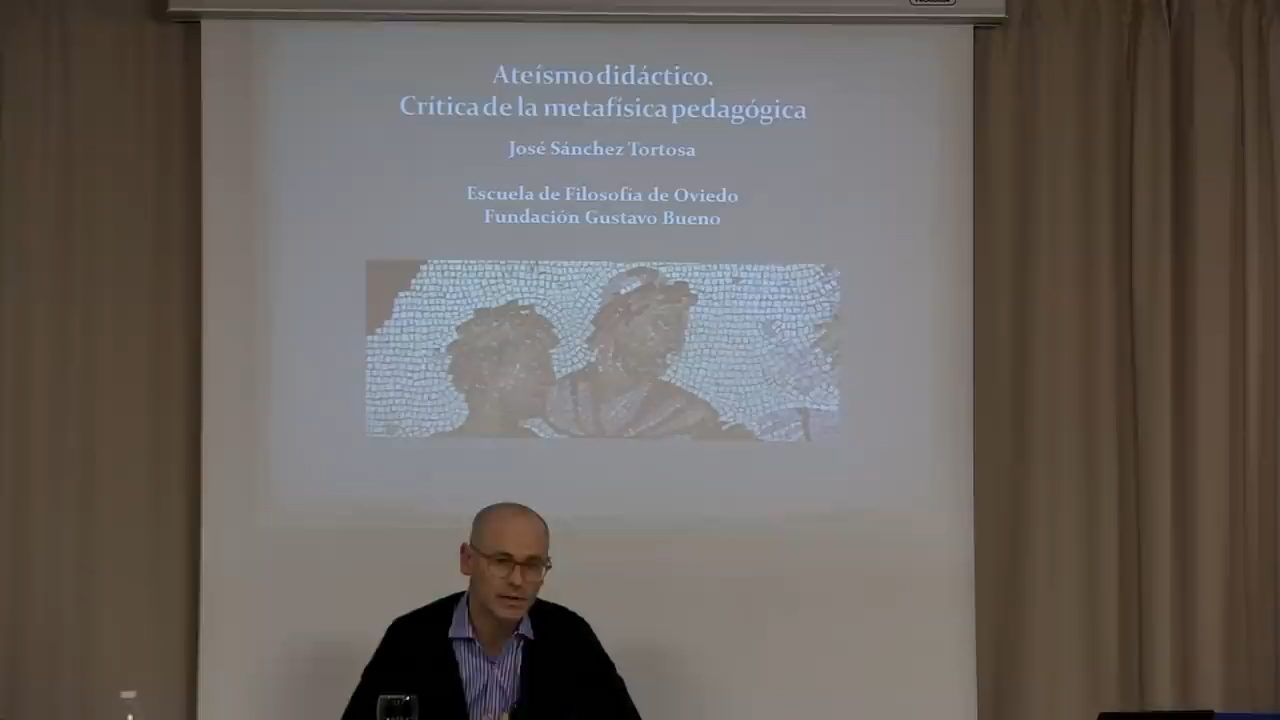 Ateísmo didáctico.
Crítica de la metafísica pedagógica
José Sánchez Tortosa
Escuela de Filosofía de Oviedo
Fundación Gustavo Bueno